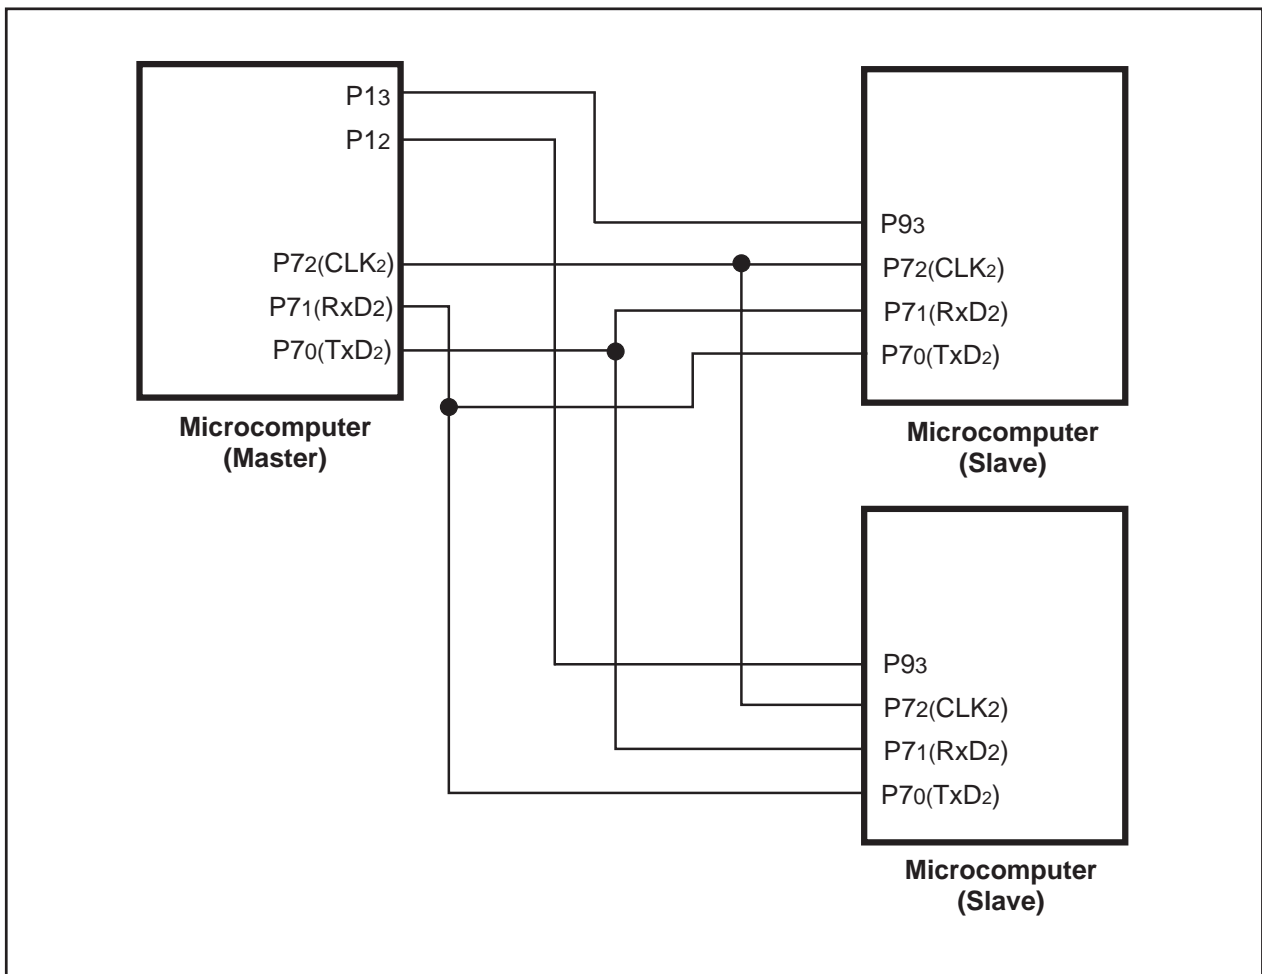 P13
P12
P72(CLK2)
P71(RxD2)
P70(TxD2)
Microcomputer
(Master)
P93
P72(CLK2)
P71(RxD2)
P70(TxD2)
Microcomputer
(Slave)
P93
P72(CLK2)
P71(RxD2)
P70(TxD2)
Microcomputer
(Slave)